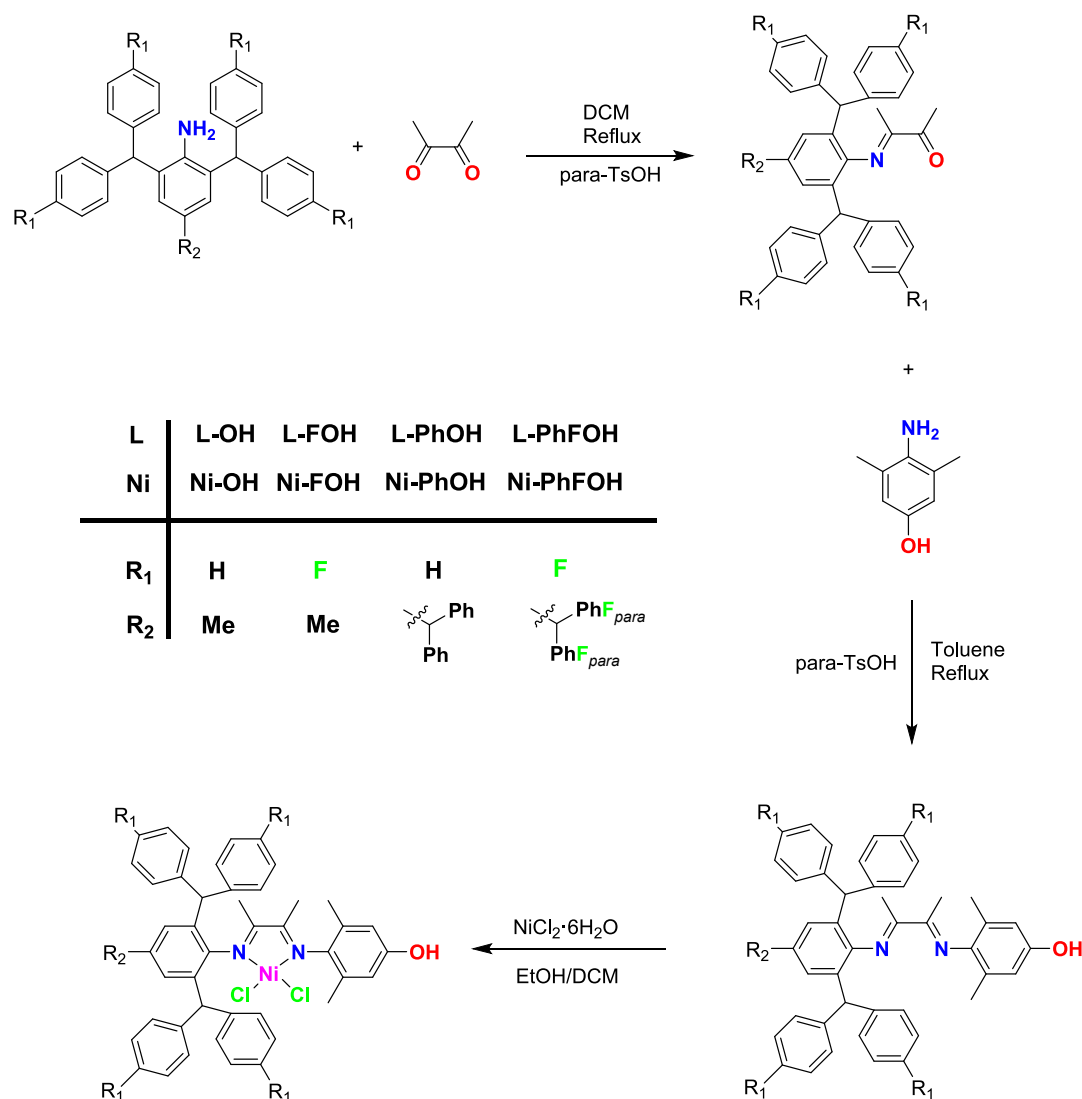 R₁
R₁
R₁
R₁
NH₂
R₁
R₁
R₂
+
O
O
DCM
Reflux
para-TsOH
R₂
N
O
R₁
R₁
+
L
L-OH
L-FOH
L-PhOH
L-PhFOH
Ni
Ni-OH
Ni-FOH
Ni-PhOH
Ni-PhFOH
R₁
H
F
H
F
R₂
Me
Me
Ph
Ph
PhFpara
PhFpara
NH₂
OH
para-TsOH
Toluene
Reflux
R₁
R₁
R₂
N
N
OH
Ni
Cl
Cl
R₁
R₁
NiCl₂·6H₂O
EtOH/DCM
R₁
R₁
R₂
N
N
OH
R₁
R₁